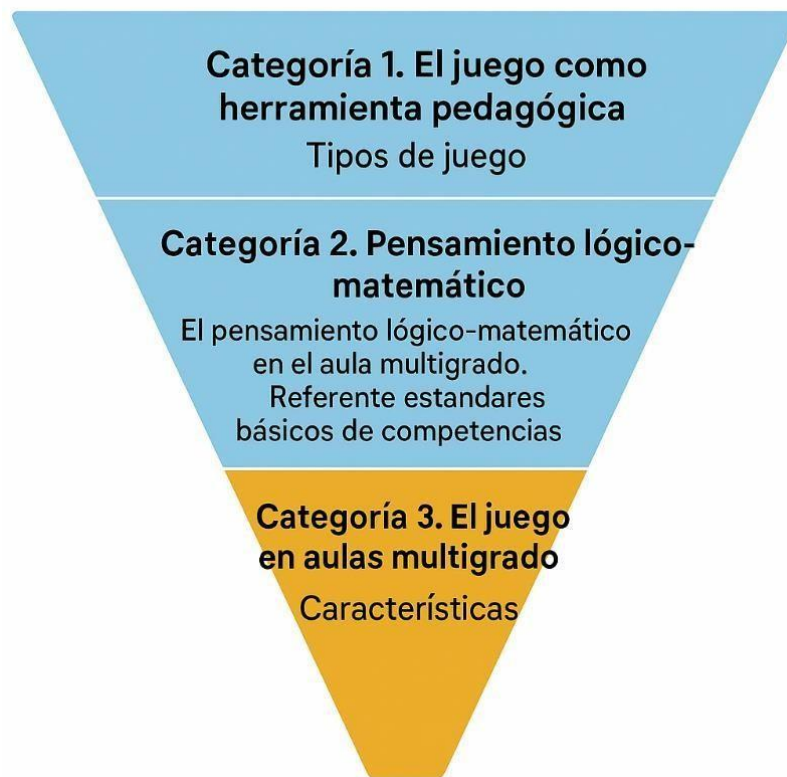 Categoría 1. El juego como
herramienta pedagógica
Tipos de juego
Categoría 2. Pensamiento lógico-
matemático
El pensamiento lógico-matemático
en el aula multigrado.
Referente estandares
básicos de competencias
Categoría 3. El juego
en aulas multigrado
Características